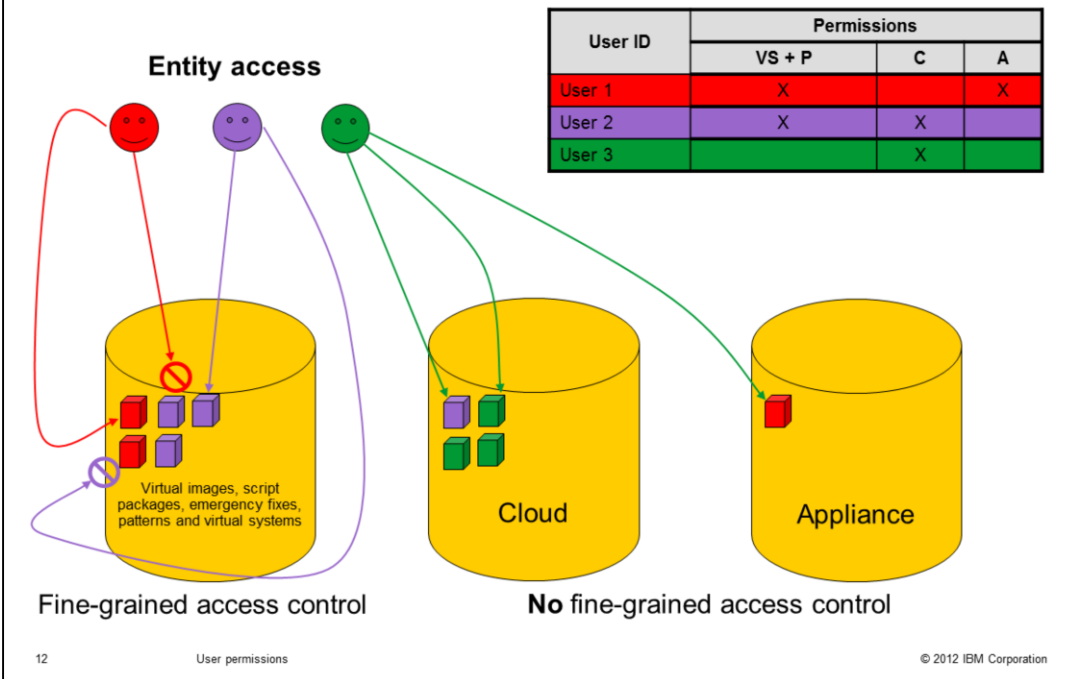 Entity access
User ID
Permissions
VS + P
C
A
User 1
X
X
User 2
X
X
User 3
X
Virtual images, script
packages, emergency fixes,
patterns and virtual systems
Cloud
Appliance
Fine-grained access control
No fine-grained access control
12
User permissions
© 2012 IBM Corporation